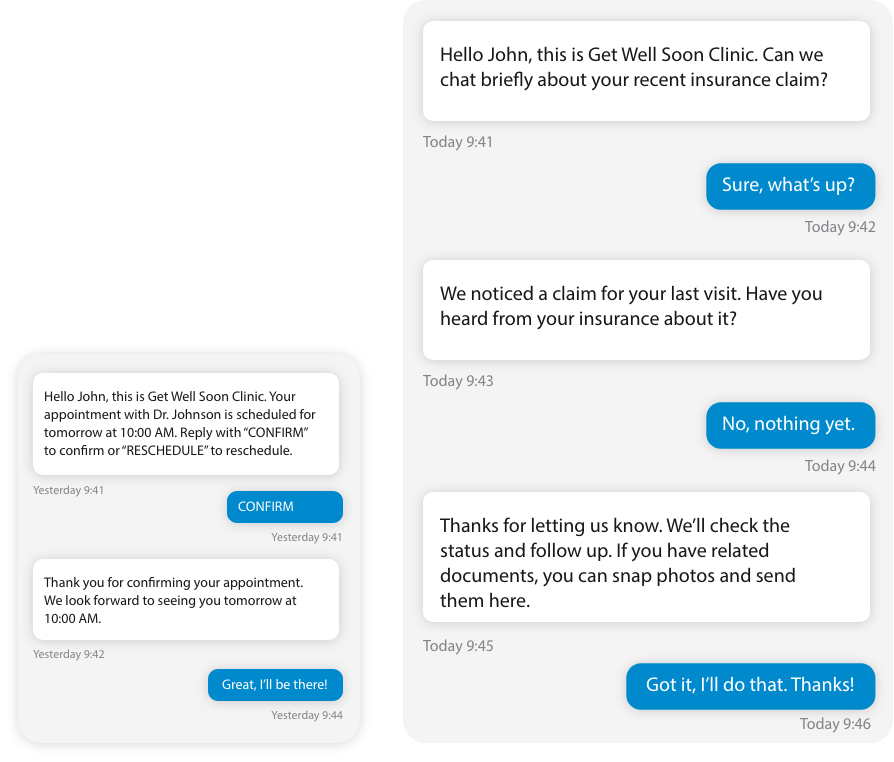 Hello John, this is Get Well Soon Clinic. Your
appointment with Dr. Johnson is scheduled for
tomorrow at 10:00 AM. Reply with “CONFIRM”
to confirm or “RESCHEDULE” to reschedule.
Yesterday 9:41
CONFIRM
Yesterday 9:41
Thank you for confirming your appointment.
We look forward to seeing you tomorrow at
10:00 AM.
Yesterday 9:42
Great, I’ll be there!
Yesterday 9:44
Hello John, this is Get Well Soon Clinic. Can we
chat briefly about your recent insurance claim?
Today 9:41
Sure, what’s up?
Today 9:42
We noticed a claim for your last visit. Have you
heard from your insurance about it?
Today 9:43
No, nothing yet.
Today 9:44
Thanks for letting us know. We’ll check the
status and follow up. If you have related
documents, you can snap photos and send
them here.
Today 9:45
Got it, I’ll do that. Thanks!
Today 9:46